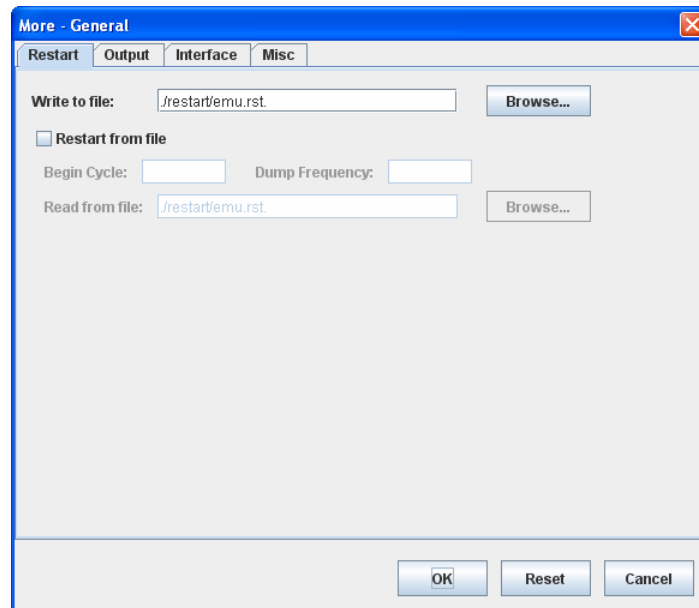 More - General
Restart Output Interface Misc
Write to file: ./restart/emu.rst. Browse...
Restart from file
Begin Cycle: Dump Frequency:
Read from file: ./restart/emu.rst. Browse...
OK Reset Cancel